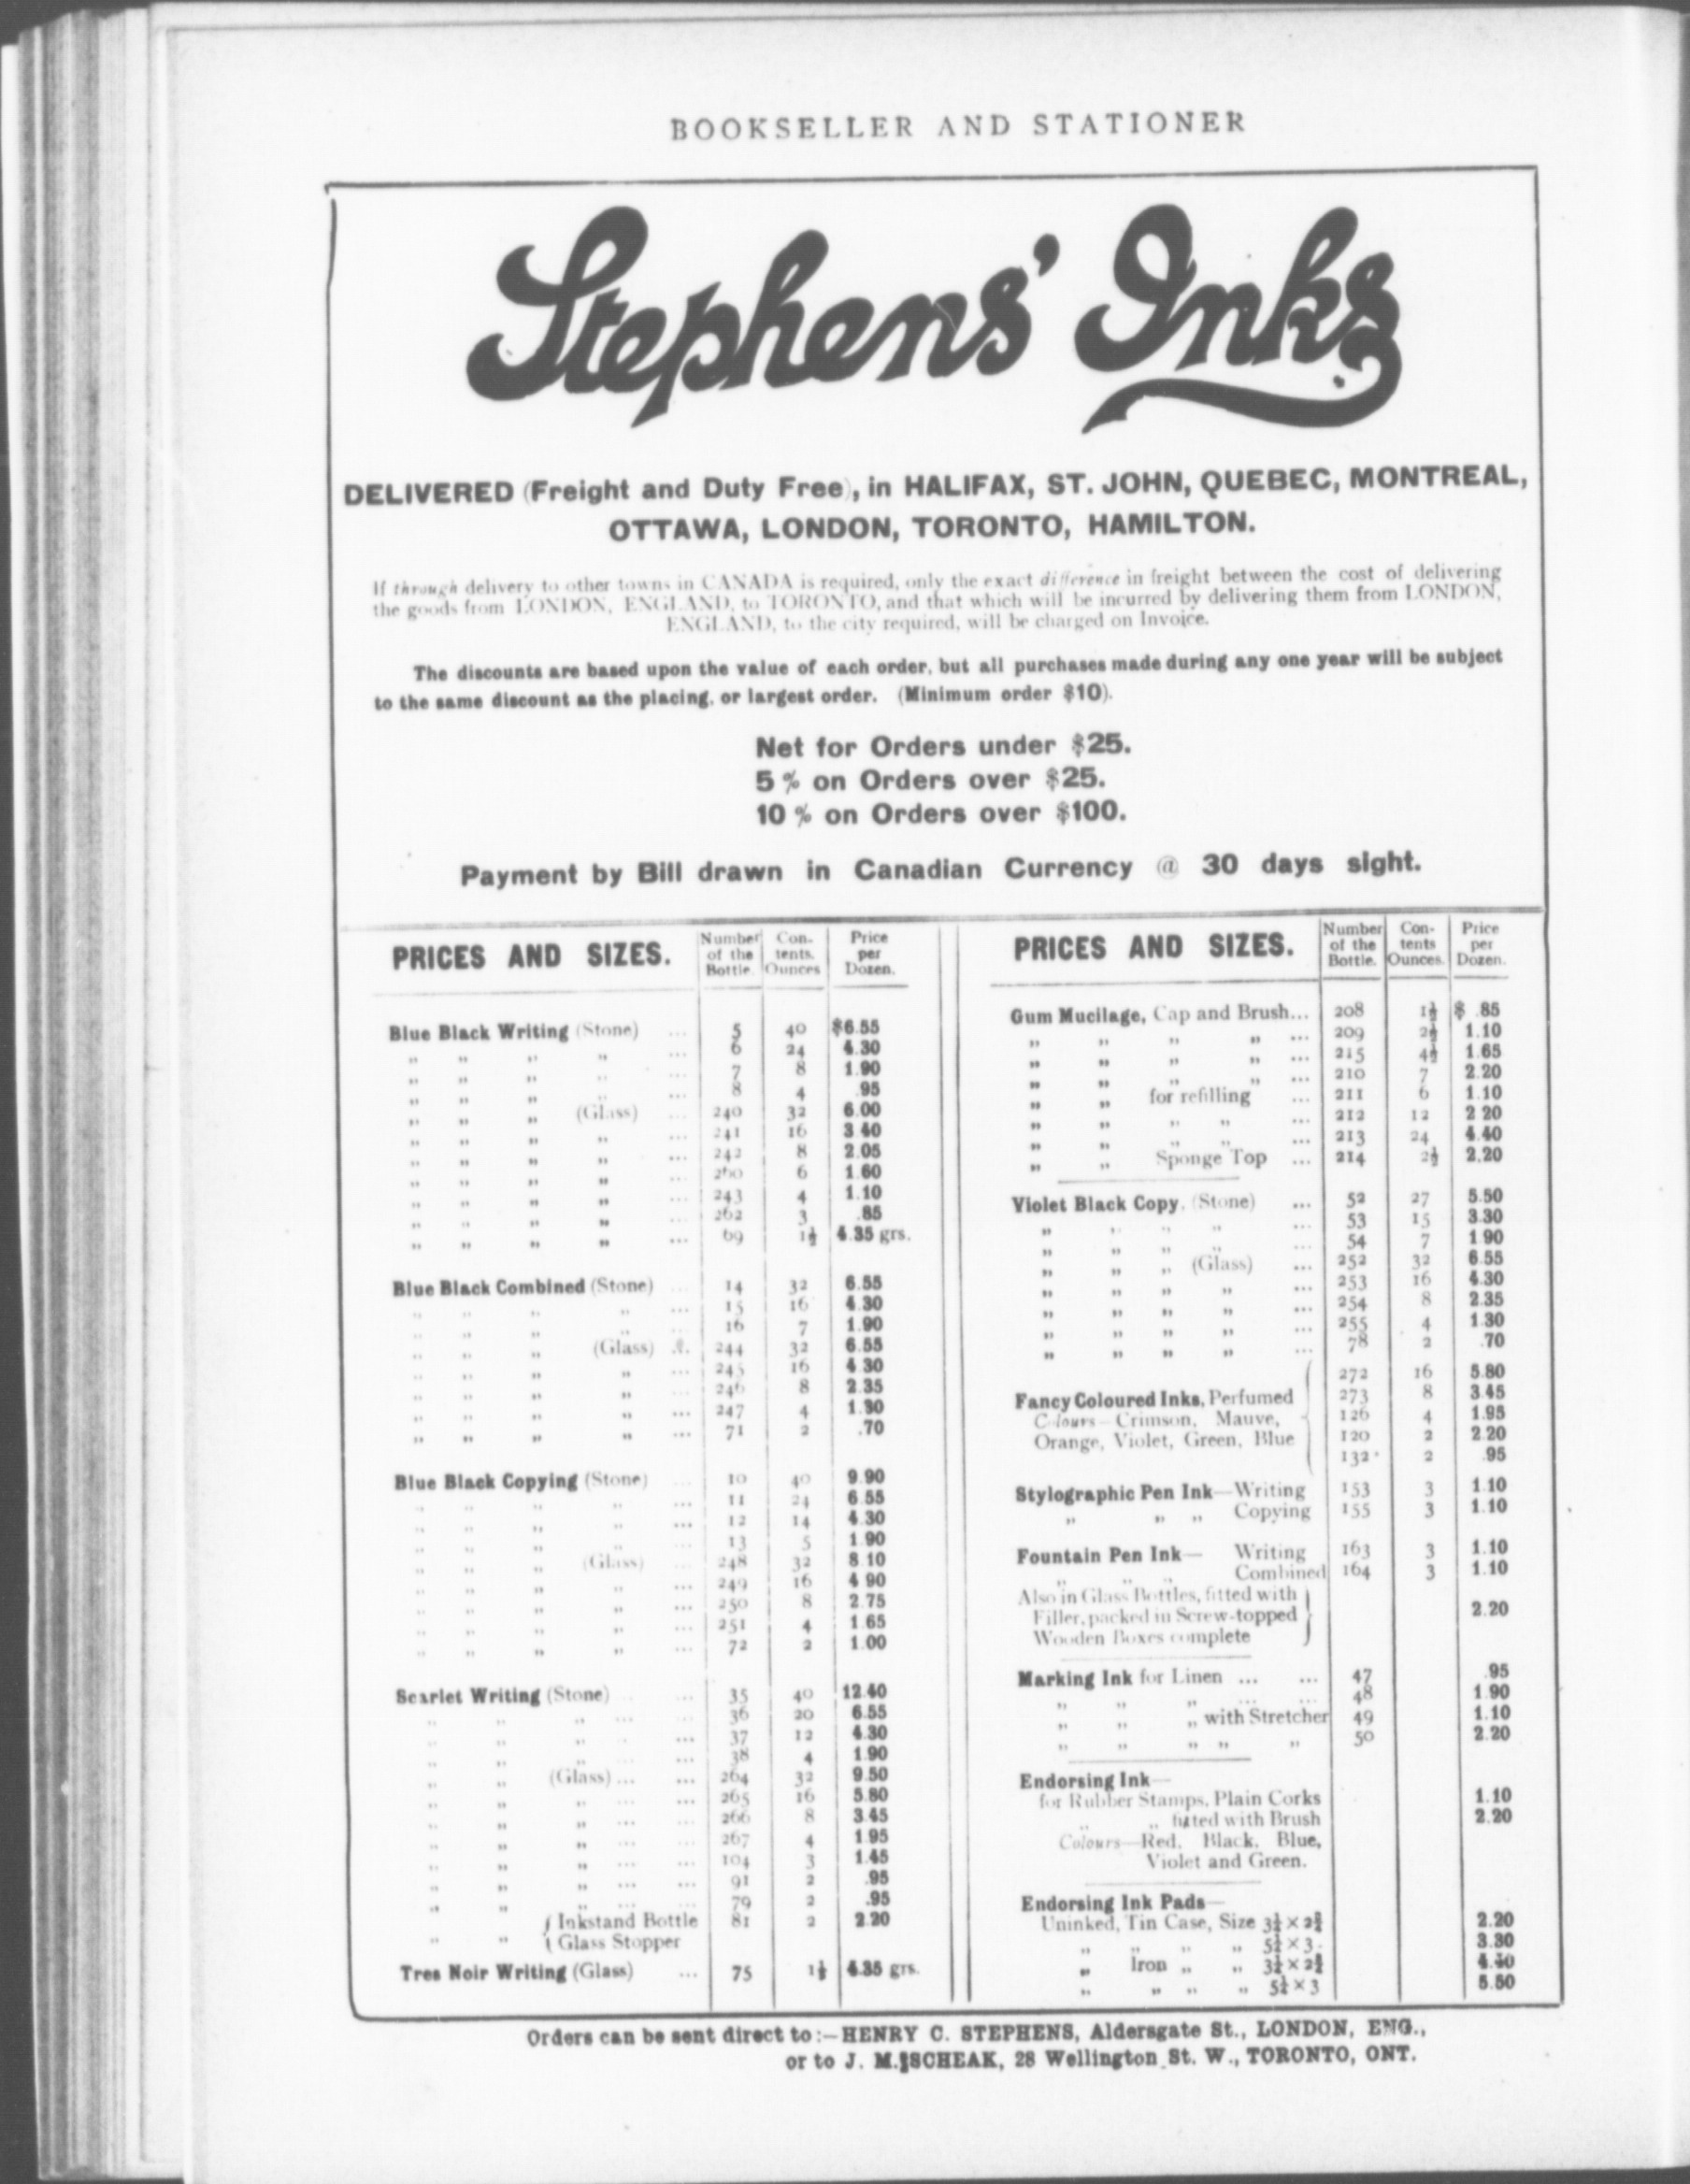 BOOKSELLER AND STATIONER
Stephens' Inks
DELIVERED (Freight and Duty Free), in HALIFAX, ST. JOHN, QUEBEC, MONTREAL,
OTTAWA, LONDON, TORONTO, HAMILTON.
If through delivery to other towns in CANADA is required, only the exact difference in freight between the cost of delivering
the goods from LONDON, ENGLAND, to TORONTO, and that which will be incurred by delivering them from LONDON,
ENGLAND, to the city required, will be charged on Invoice.
The discounts are based upon the value of each order, but all purchases made during any one year will be subject
to the same discount as the placing, or largest order. (Minimum order $10).
Net for Orders under $25.
5 % on Orders over $25.
10 % on Orders over $100.
Payment by Bill drawn in Canadian Currency @ 30 days sight.
PRICES AND SIZES. Number of the Bottle. Contents. Ounces Price per Dozen.
Blue Black Writing (Stone) ... 5 40 $6.55
„ „ „ „ ... 6 24 4.30
„ „ „ „ ... 7 8 1.90
„ „ „ „ ... 8 4 .95
„ „ „ (Glass) ... 240 32 6.00
„ „ „ „ ... 241 16 3 40
„ „ „ „ ... 242 8 2.05
„ „ „ „ ... 260 6 1.60
„ „ „ „ ... 243 4 1.10
„ „ „ „ ... 262 3 .85
„ „ „ „ ... 69 1½ 4.35 grs.
Blue Black Combined (Stone) ... 14 32 6.55
„ „ „ „ ... 15 16 4.30
„ „ „ „ ... 16 7 1.90
„ „ „ (Glass) 244 32 6.55
„ „ „ „ ... 245 16 4 30
„ „ „ „ ... 246 8 2.35
„ „ „ „ ... 247 4 1.30
„ „ „ „ ... 71 2 .70
Blue Black Copying (Stone) ... 10 40 9.90
„ „ „ „ ... 11 24 6 55
„ „ „ „ ... 12 14 4.30
„ „ „ „ ... 13 5 1.90
„ „ „ (Glass) ... 248 32 8.10
„ „ „ „ ... 249 16 4 90
„ „ „ „ ... 250 8 2.75
„ „ „ „ ... 251 4 1.65
„ „ „ „ ... 72 2 1.00
Scarlet Writing (Stone) ... ... 35 40 12.40
„ „ „ ... ... 36 20 6.55
„ „ „ ... ... 37 12 4.30
„ „ „ ... ... 38 4 1.90
„ „ (Glass) ... ... 264 32 9.50
„ „ „ ... ... 265 16 5.80
„ „ „ ... ... 266 8 3.45
„ „ „ ... ... 267 4 1.95
„ „ „ ... ... 104 3 1.45
„ „ „ ... ... 91 2 .95
„ „ „ ... ... 79 2 .95
{ Inkstand Bottle 81 2 2.20
„ „ { Glass Stopper
Tres Noir Writing (Glass) ... 75 1½ 4.35 grs.
PRICES AND SIZES. Number of the Bottle. Contents Ounces. Price per Dozen.
Gum Mucilage, Cap and Brush... 208 1½ $ .85
„ „ „ „ ... 209 2½ 1.10
„ „ „ „ ... 215 4½ 1.65
„ „ „ „ ... 210 7 2.20
„ „ for refilling ... 211 6 1.10
„ „ „ „ ... 212 12 2 20
„ „ „ „ ... 213 24 4.40
„ „ Sponge Top ... 214 2½ 2.20
Violet Black Copy. (Stone) ... 52 27 5.50
„ „ „ „ ... 53 15 3.30
„ „ „ „ ... 54 7 1 90
„ „ „ (Glass) ... 252 32 6.55
„ „ „ „ ... 253 16 4.30
„ „ „ „ ... 254 8 2.35
„ „ „ „ ... 255 4 1.30
„ „ „ „ ... 78 2 .70
272 16 5.80
Fancy Coloured Inks, Perfumed 273 8 3.45
Colours—Crimson, Mauve, 126 4 1.95
Orange, Violet, Green, Blue 120 2 2.20
132 2 .95
Stylographic Pen Ink—Writing 153 3 1.10
„ „ „ Copying 155 3 1.10
Fountain Pen Ink— Writing 163 3 1.10
„ „ „ Combined 164 3 1.10
Also in Glass Bottles, fitted with
Filler, packed in Screw-topped 2.20
Wooden Boxes complete
Marking Ink for Linen ... ... 47 .95
„ „ „ ... ... 48 1.90
„ „ „ with Stretcher 49 1.10
„ „ „ „ „ 50 2.20
Endorsing Ink—
for Rubber Stamps, Plain Corks 1.10
„ „ fitted with Brush 2.20
Colours—Red, Black, Blue,
Violet and Green.
Endorsing Ink Pads—
Uninked, Tin Case, Size 3¼ × 2¾ 2.20
„ „ „ „ 5¼ × 3 3.30
„ Iron „ „ 3¼ × 2¾ 4.40
„ „ „ „ 5¼ × 3 5.50
Orders can be sent direct to:—HENRY C. STEPHENS, Aldersgate St., LONDON, ENG.,
or to J. M. SCHEAK, 28 Wellington St. W., TORONTO, ONT.